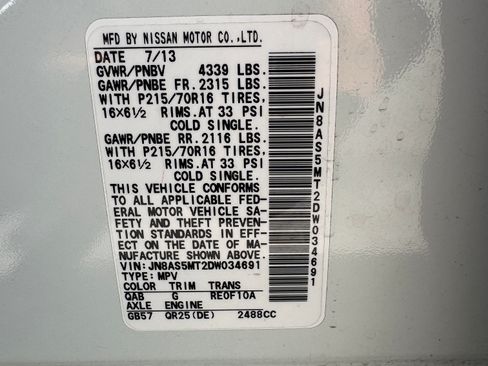 MFD BY NISSAN MOTOR CO.,LTD.
DATE 7/13
GVWR/PNBV 4339 LBS.
GAWR/PNBE FR.2315 LBS.
WITH P215/70R16 TIRES,
16×6½ RIMS.AT 33 PSI
COLD SINGLE.
GAWR/PNBE RR.2116 LBS.
WITH P215/70R16 TIRES,
16×6½ RIMS.AT 33 PSI
COLD SINGLE.
THIS VEHICLE CONFORMS
TO ALL APPLICABLE FED-
ERAL MOTOR VEHICLE SA-
FETY AND THEFT PREVEN-
TION STANDARDS IN EFF-
ECT ON THE DATE OF MA-
NUFACTURE SHOWN ABOVE.
VIN: JN8AS5MT2DW034691
TYPE: MPV
COLOR TRIM TRANS
QAB G RE0F10A
AXLE ENGINE
GB57 QR25(DE) 2488CC
JN8AS5MT2DW034691